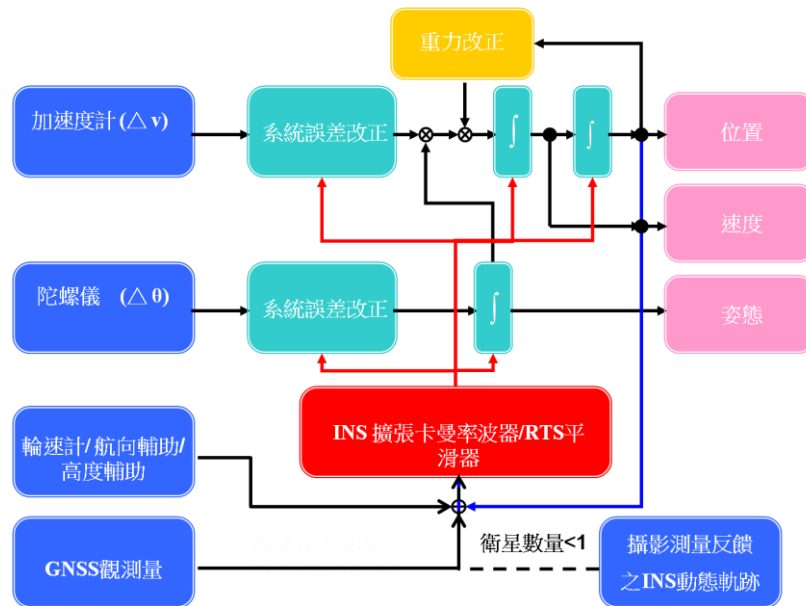 重力改正
加速度計 (△ v)
系統誤差改正
∫
∫
位置
速度
陀螺儀 (△ θ)
系統誤差改正
∫
姿態
INS 擴張卡曼率波器/RTS平
滑器
輪速計/ 航向輔助/
高度輔助
GNSS觀測量
衛星數量<1
攝影測量反饋
之INS動態軌跡